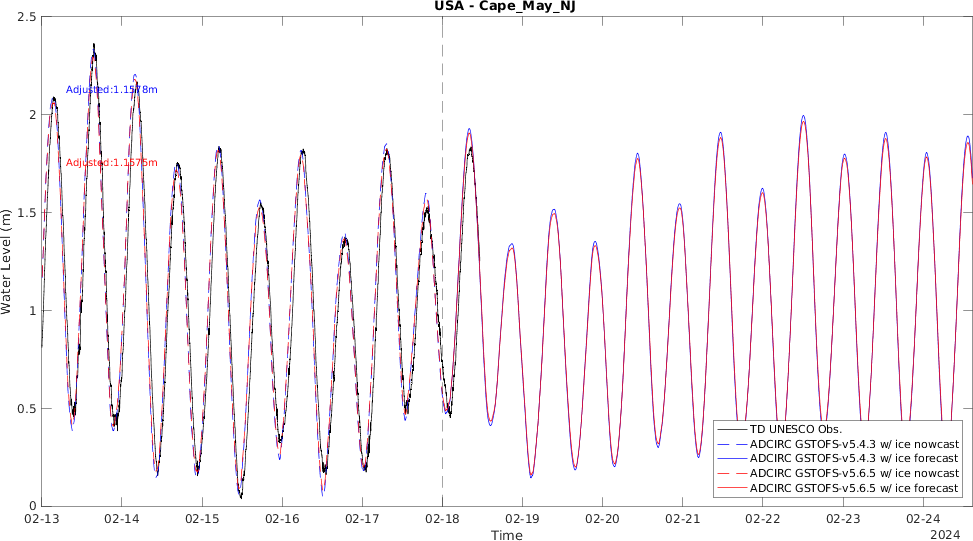 USA - Cape_May_NJ
2.5
2
1.5
1
0.5
0
Water Level (m)
Adjusted:1.1578m
Adjusted:1.1575m
TD UNESCO Obs.
ADCIRC GSTOFS-v5.4.3 w/ ice nowcast
ADCIRC GSTOFS-v5.4.3 w/ ice forecast
ADCIRC GSTOFS-v5.6.5 w/ ice nowcast
ADCIRC GSTOFS-v5.6.5 w/ ice forecast
02-13 02-14 02-15 02-16 02-17 02-18 02-19 02-20 02-21 02-22 02-23 02-24
Time
2024